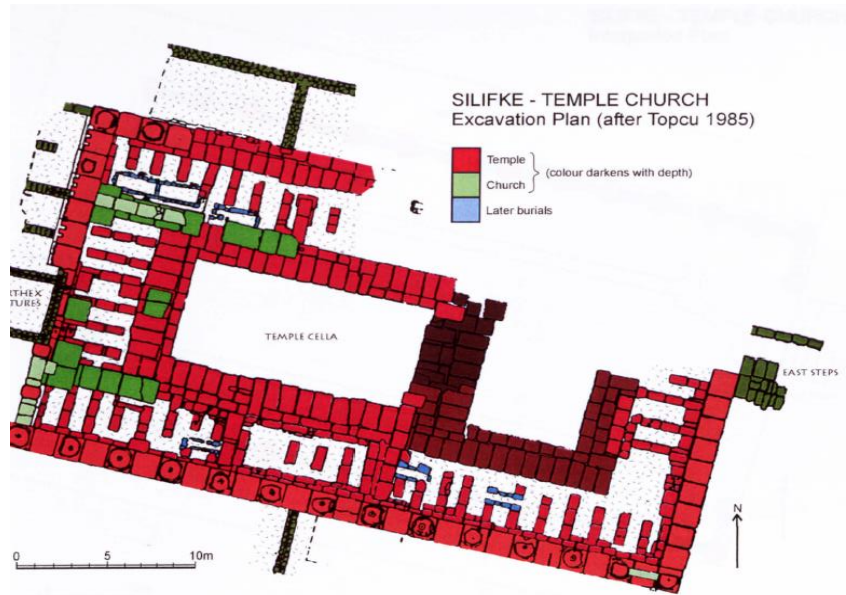 SILIFKE - TEMPLE CHURCH
Excavation Plan (after Topcu 1985)
Temple
Church
(colour darkens with depth)
Later burials
RTHEX
TURES
TEMPLE CELLA
EAST STEPS
N
0 5 10m